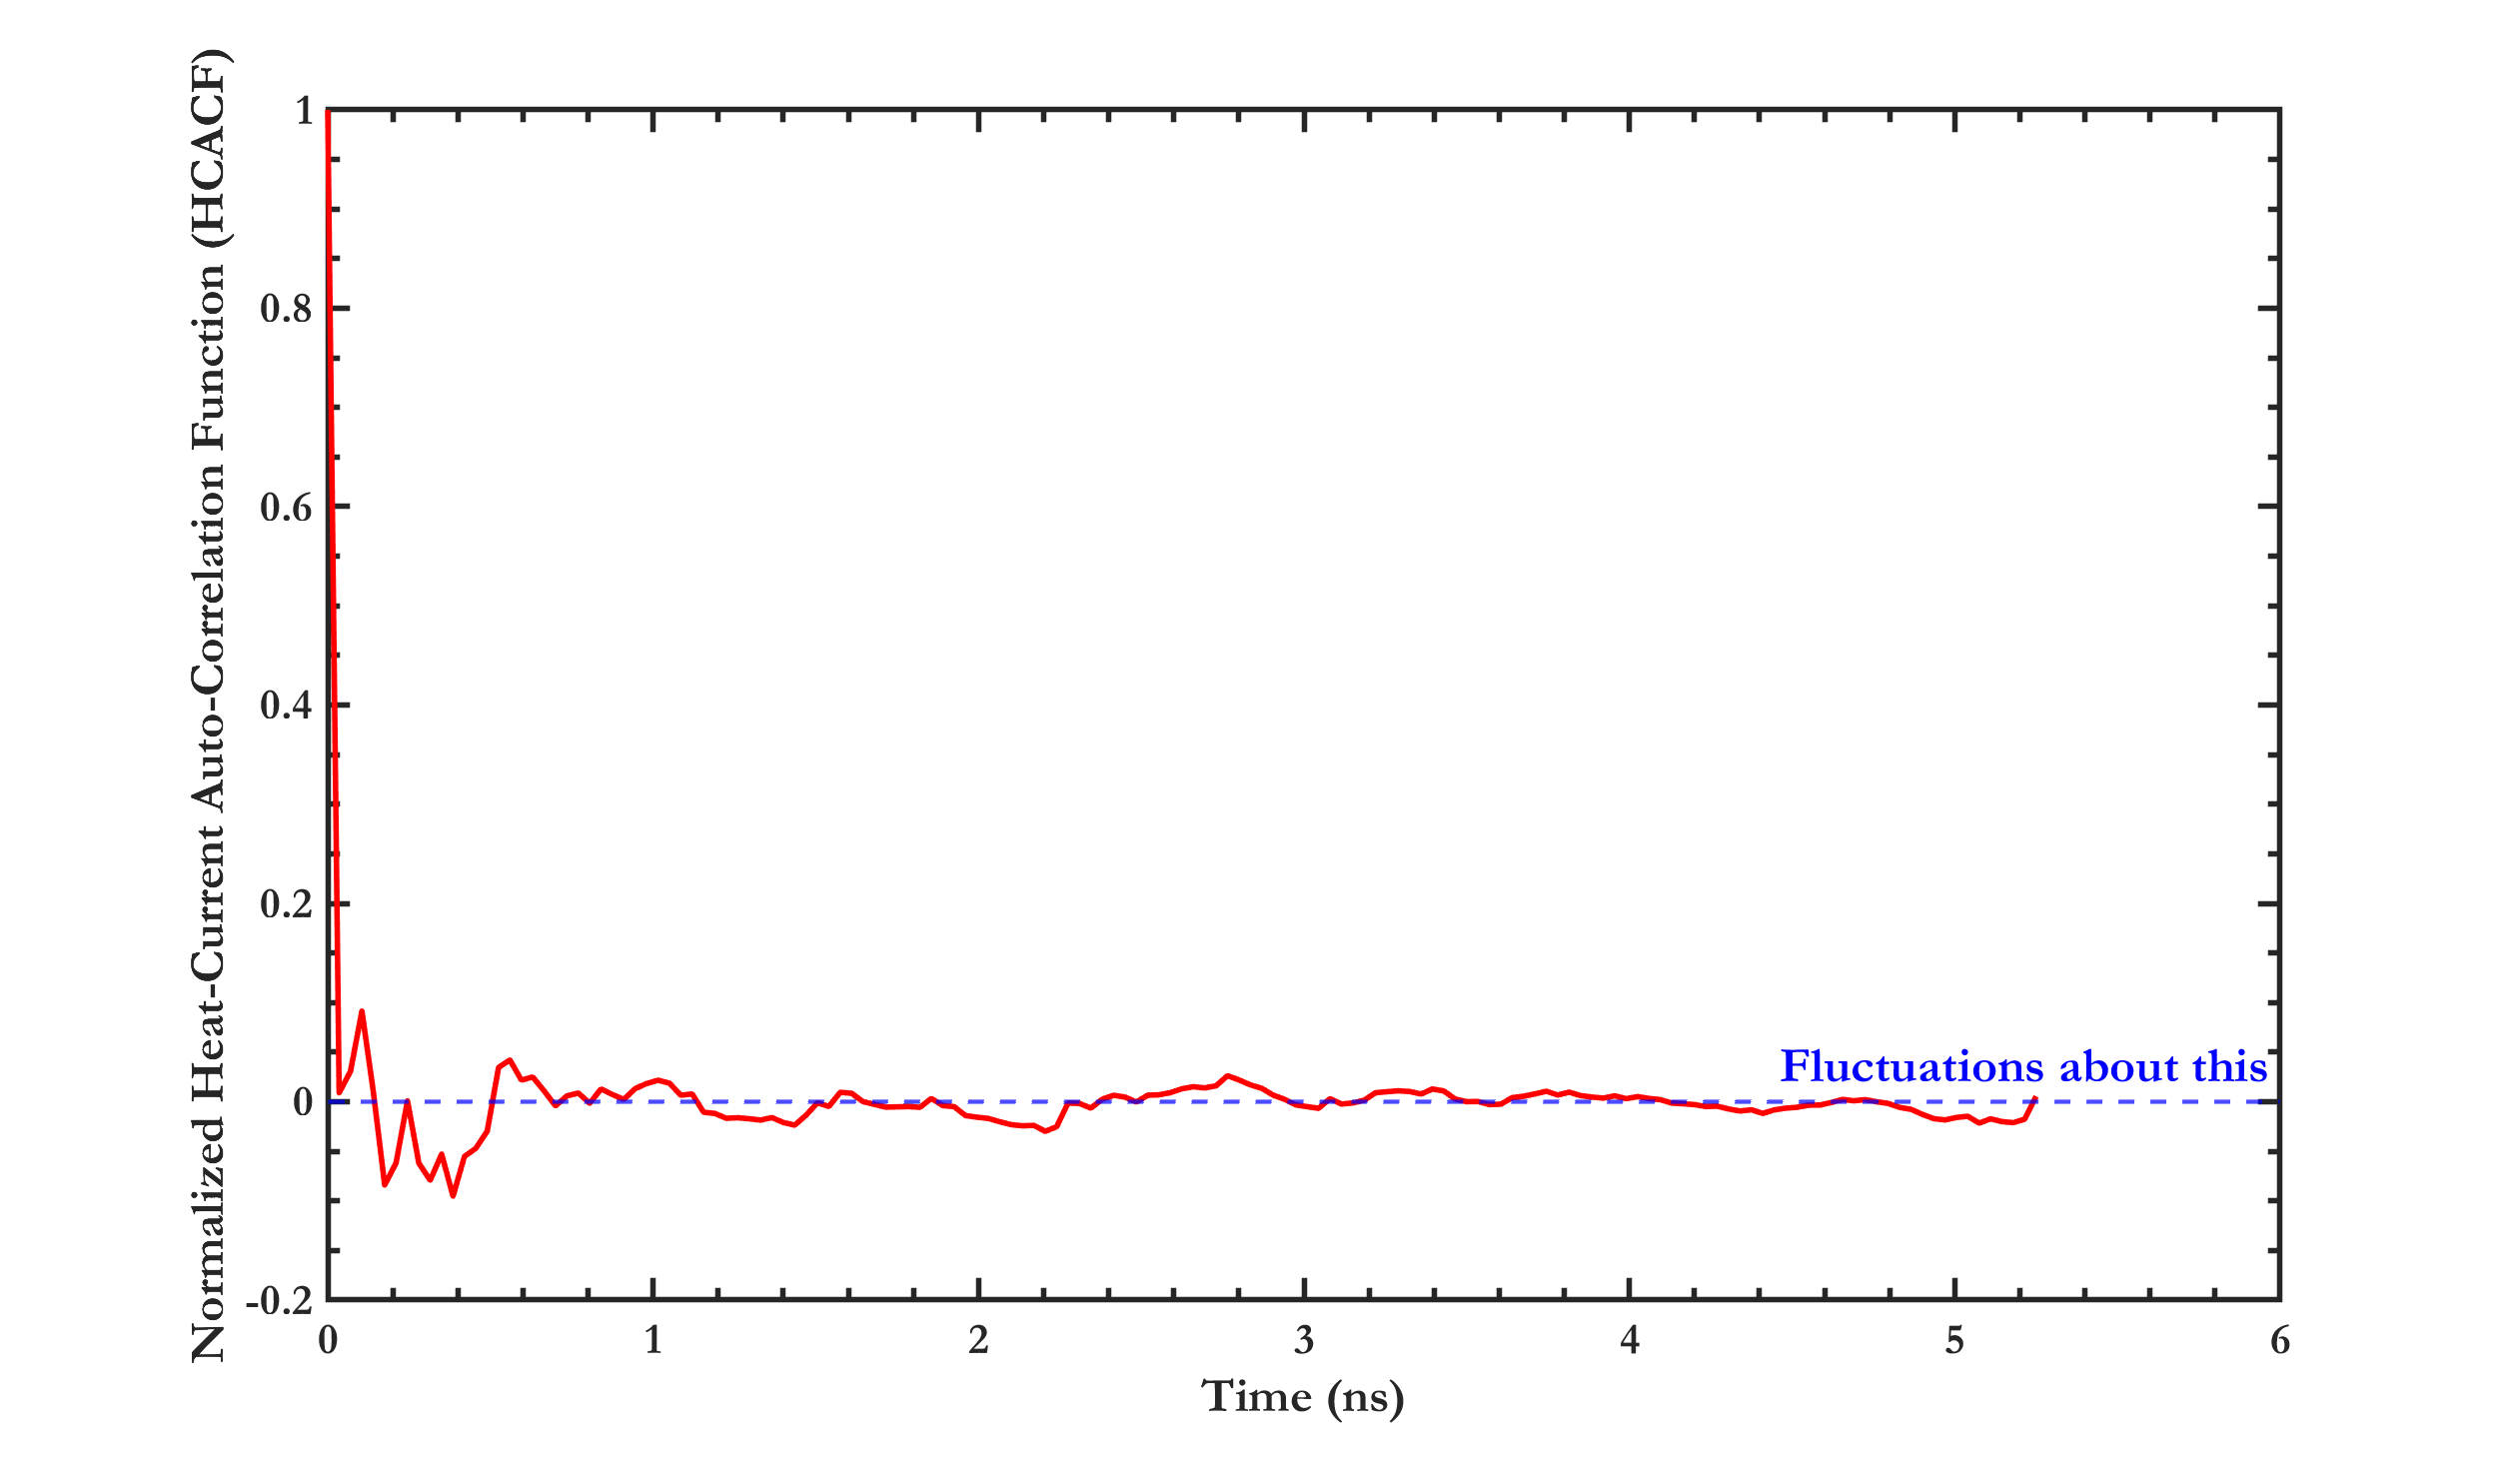 Normalized Heat-Current Auto-Correlation Function (HCACF)
1
0.8
0.6
0.4
0.2
0
-0.2
Fluctuations about this
0 1 2 3 4 5 6
Time (ns)